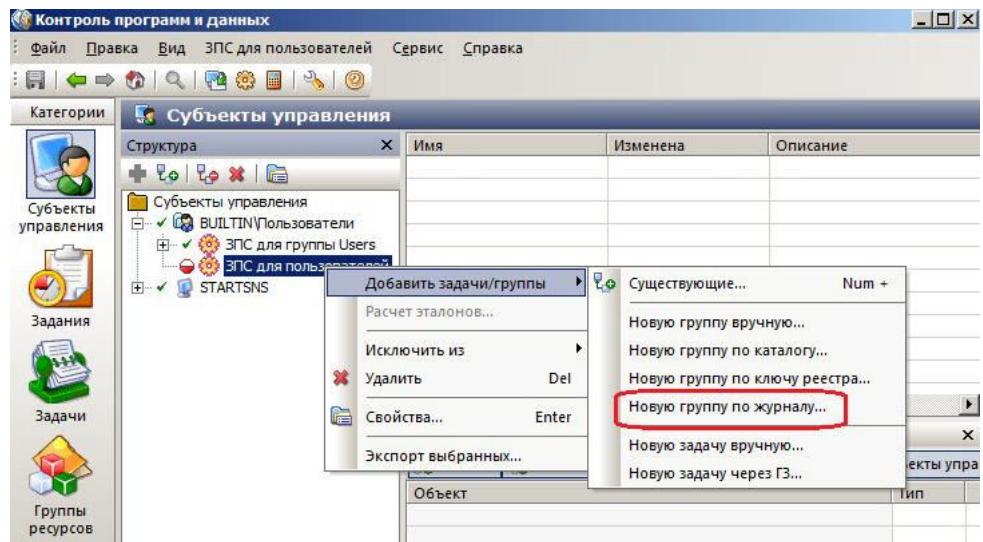 Контроль программ и данных
Файл Правка Вид ЗПС для пользователей Сервис Справка
Категории
Субъекты управления
Структура
Имя Изменена Описание
Субъекты управления
BUILTIN\Пользователи
ЗПС для группы Users
ЗПС для пользователей
STARTSNS
Субъекты
управления
Задания
Задачи
Группы
ресурсов
Добавить задачи/группы
Расчет эталонов...
Исключить из
Удалить Del
Свойства... Enter
Экспорт выбранных...
Существующие... Num +
Новую группу вручную...
Новую группу по каталогу...
Новую группу по ключу реестра...
Новую группу по журналу...
Новую задачу вручную...
Новую задачу через ГЗ...
екты упра
Объект Тип